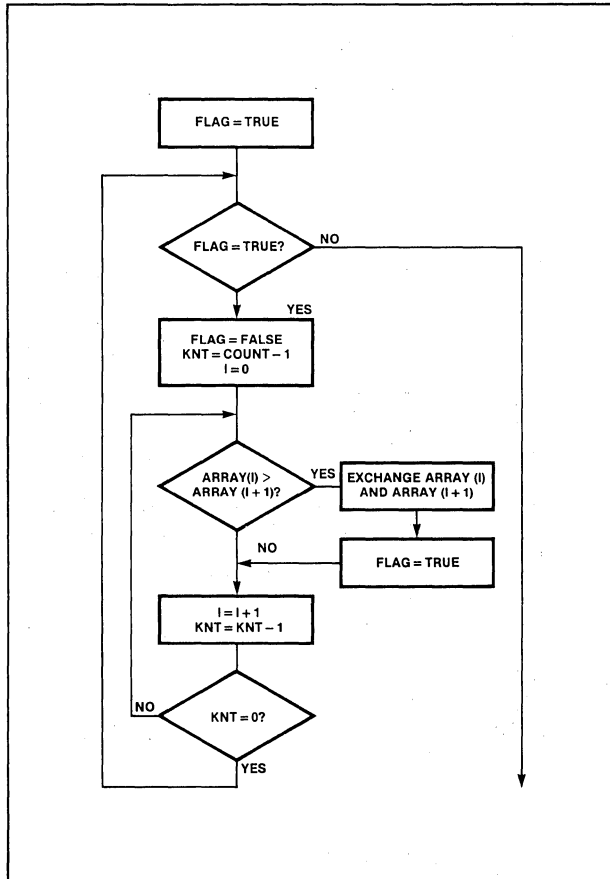 FLAG = TRUE
FLAG = TRUE?
NO
YES
FLAG = FALSE
KNT = COUNT - 1
I = 0
ARRAY(I) >
ARRAY (I + 1)?
YES
EXCHANGE ARRAY (I)
AND ARRAY (I + 1)
NO
FLAG = TRUE
I = I + 1
KNT = KNT - 1
NO
KNT = 0?
YES